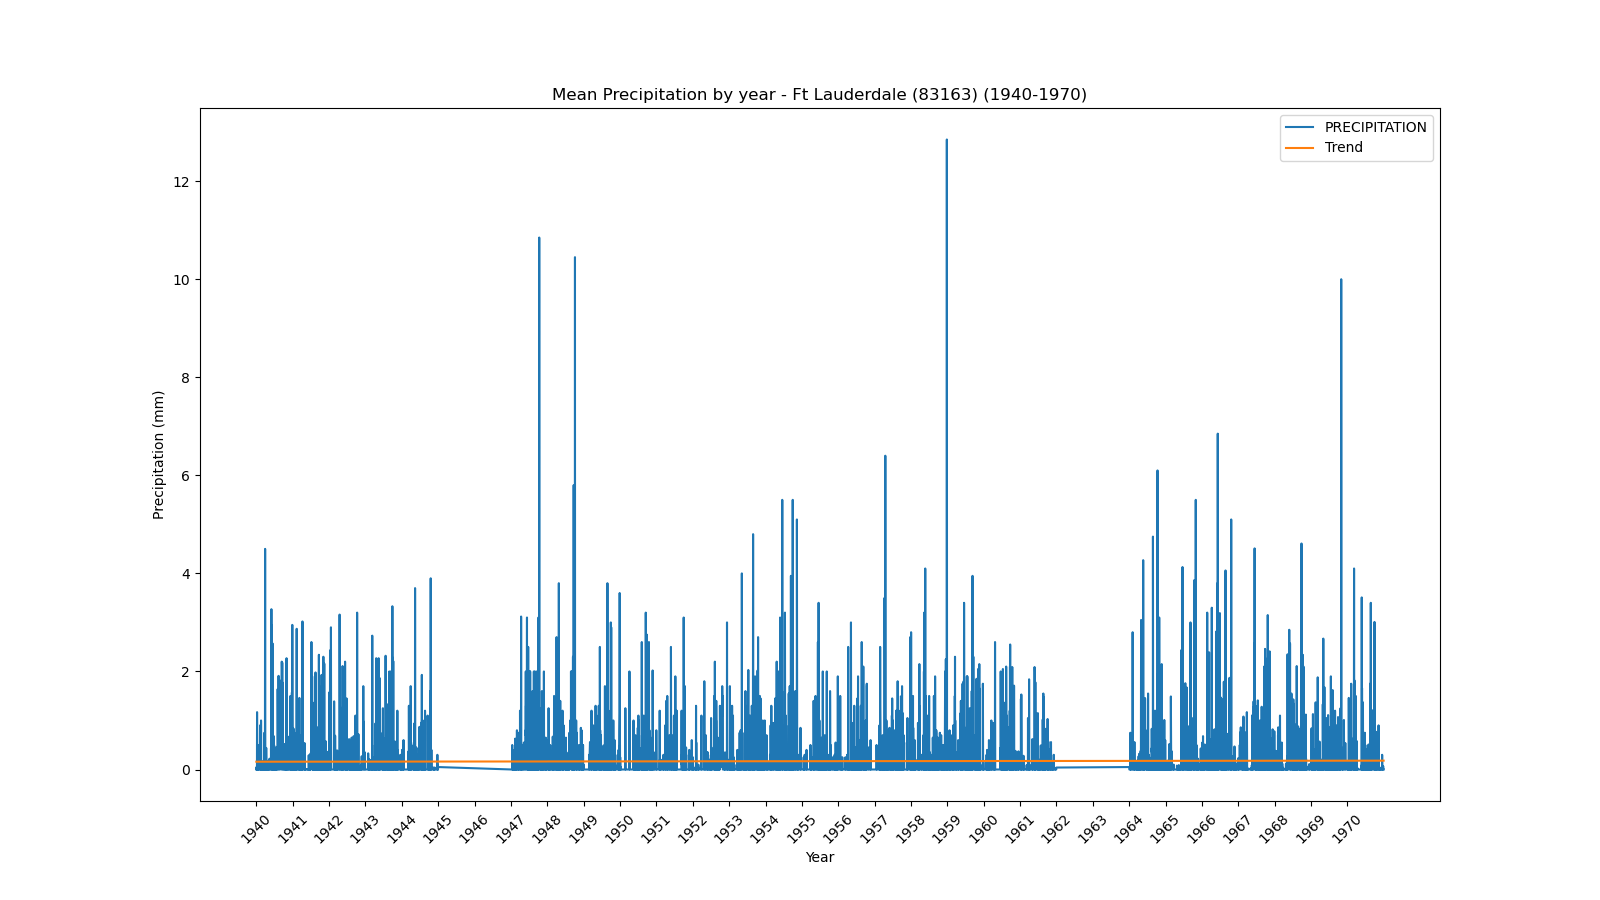 Mean Precipitation by year - Ft Lauderdale (83163) (1940-1970)
PRECIPITATION
Trend
12
10
8
6
4
2
0
Precipitation (mm)
1940 1941 1942 1943 1944 1945 1946 1947 1948 1949 1950 1951 1952 1953 1954 1955 1956 1957 1958 1959 1960 1961 1962 1963 1964 1965 1966 1967 1968 1969 1970
Year